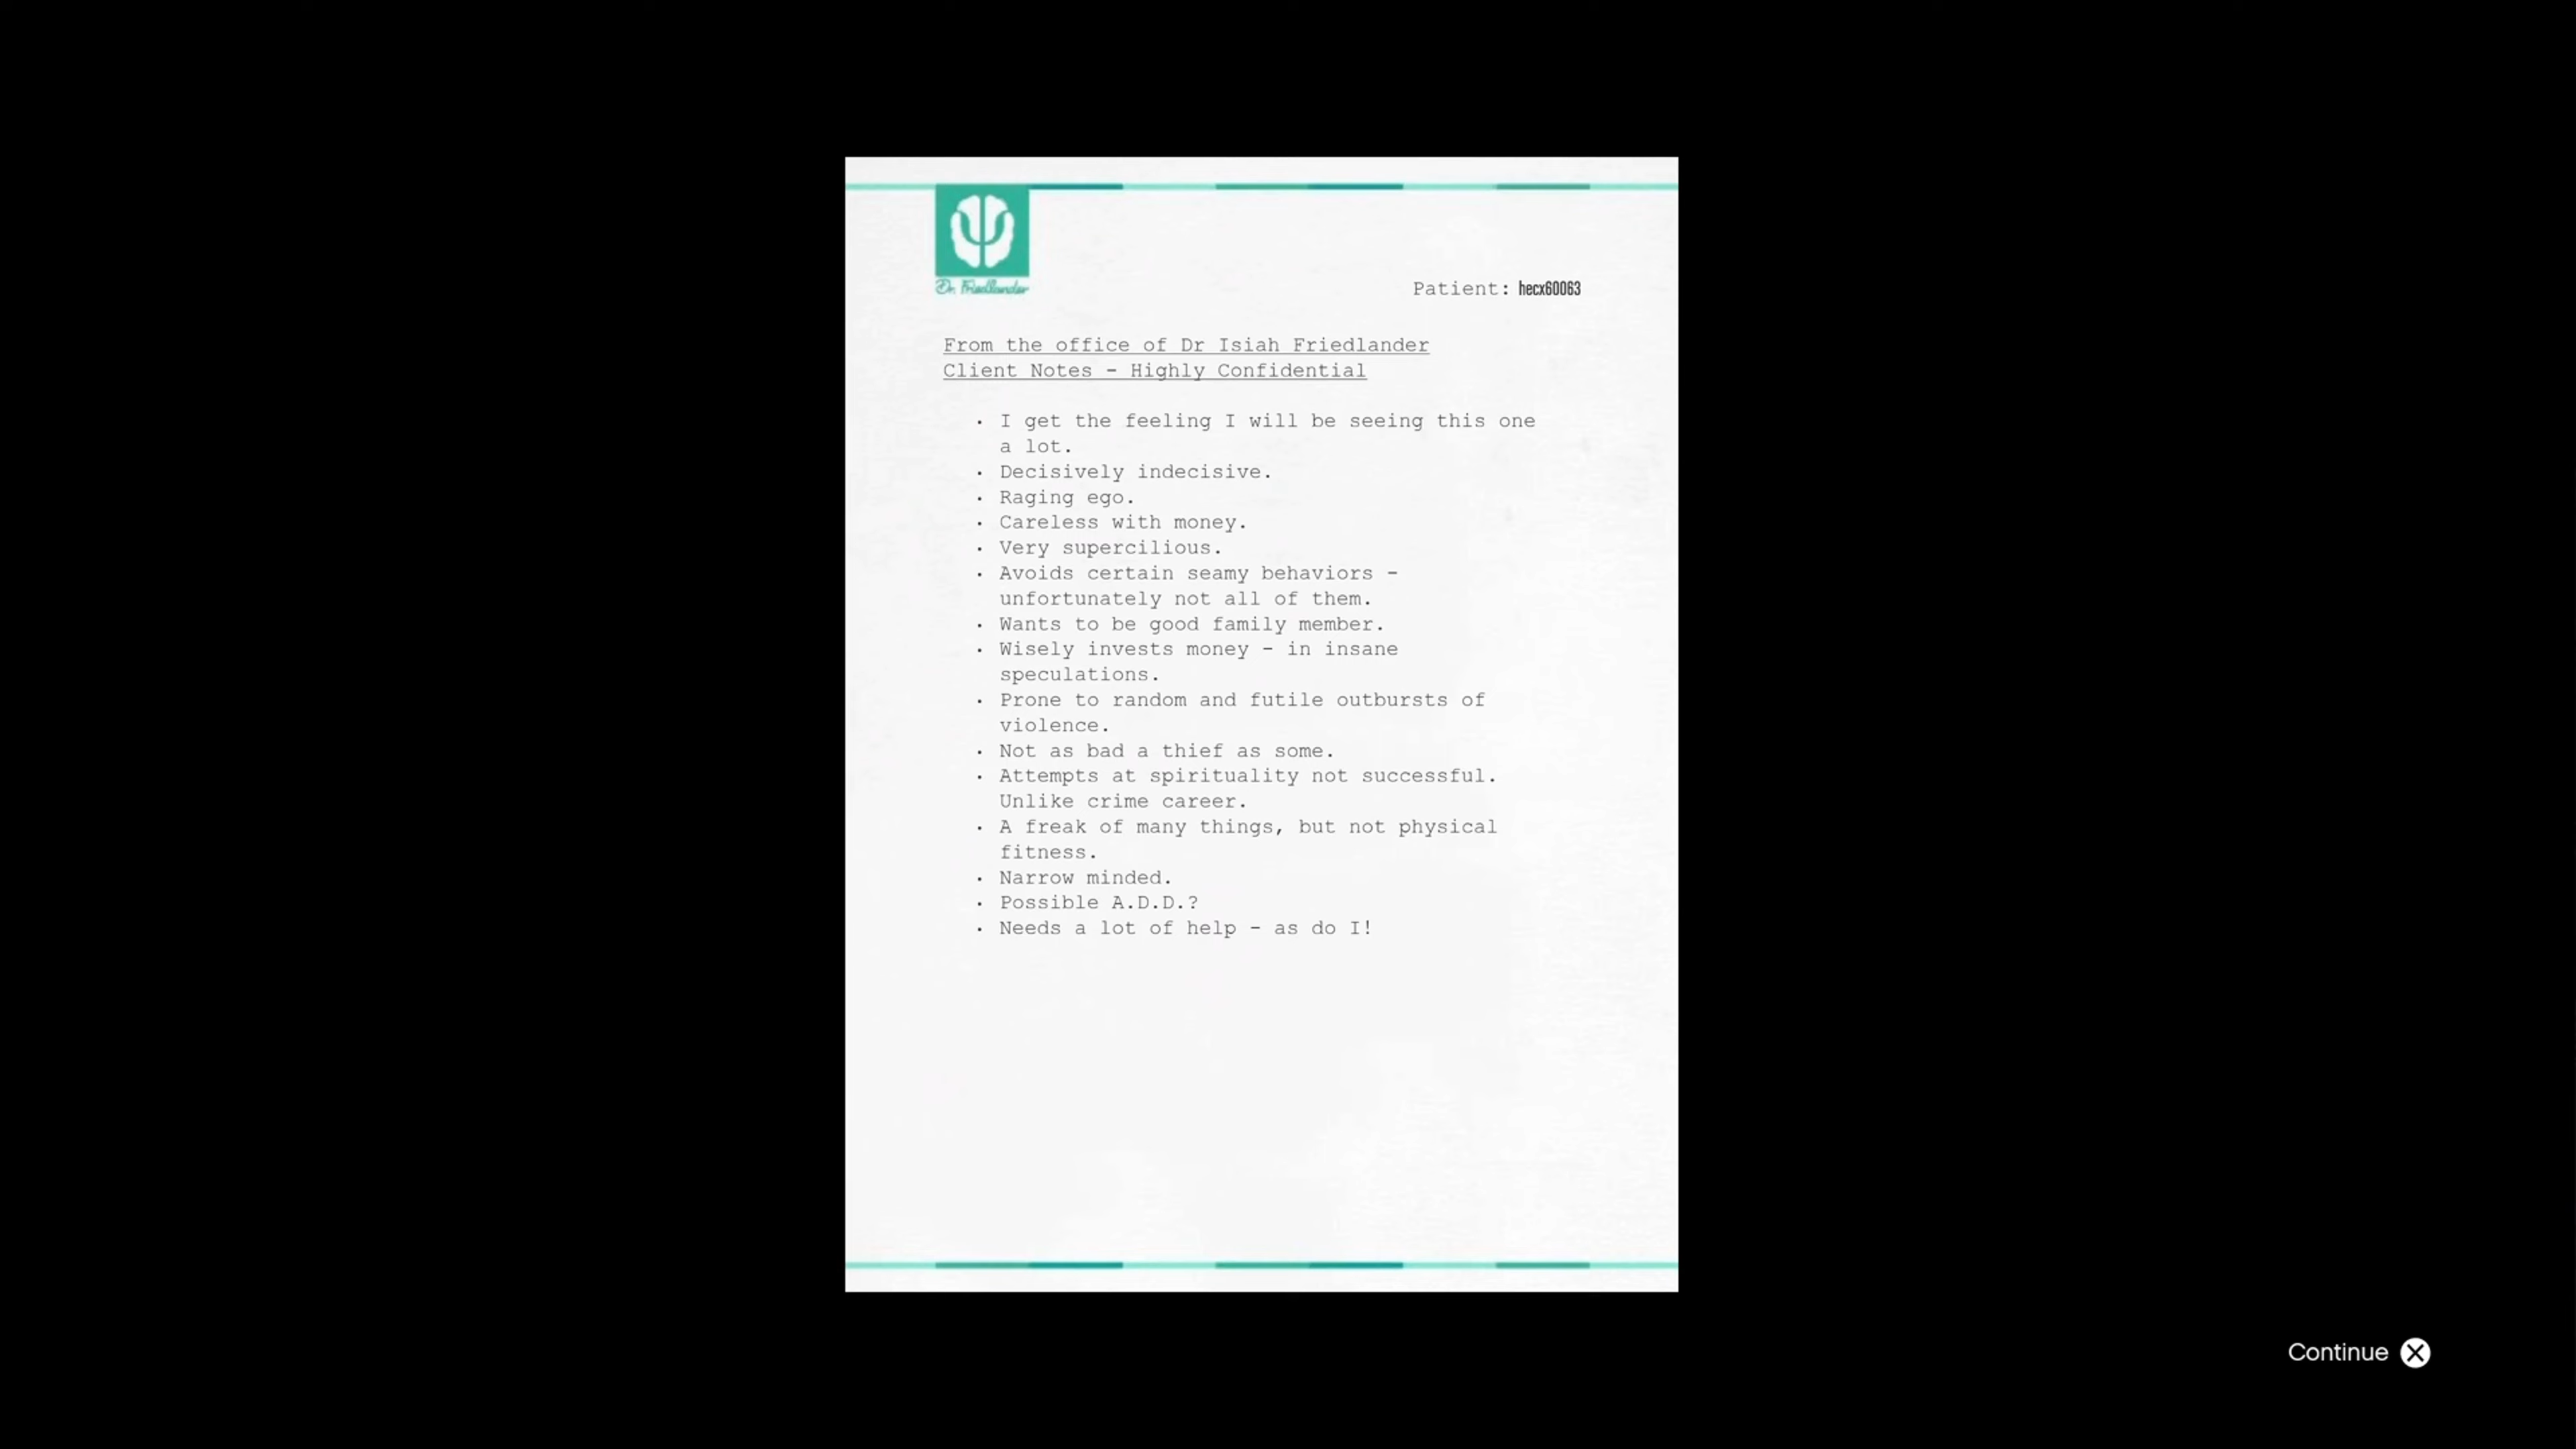 Dr. Friedlander
Patient: hecx60063
From the office of Dr Isiah Friedlander
Client Notes - Highly Confidential
• I get the feeling I will be seeing this one
a lot.
• Decisively indecisive.
• Raging ego.
• Careless with money.
• Very supercilious.
• Avoids certain seamy behaviors -
unfortunately not all of them.
• Wants to be good family member.
• Wisely invests money - in insane
speculations.
• Prone to random and futile outbursts of
violence.
• Not as bad a thief as some.
• Attempts at spirituality not successful.
Unlike crime career.
• A freak of many things, but not physical
fitness.
• Narrow minded.
• Possible A.D.D.?
• Needs a lot of help - as do I!
Continue